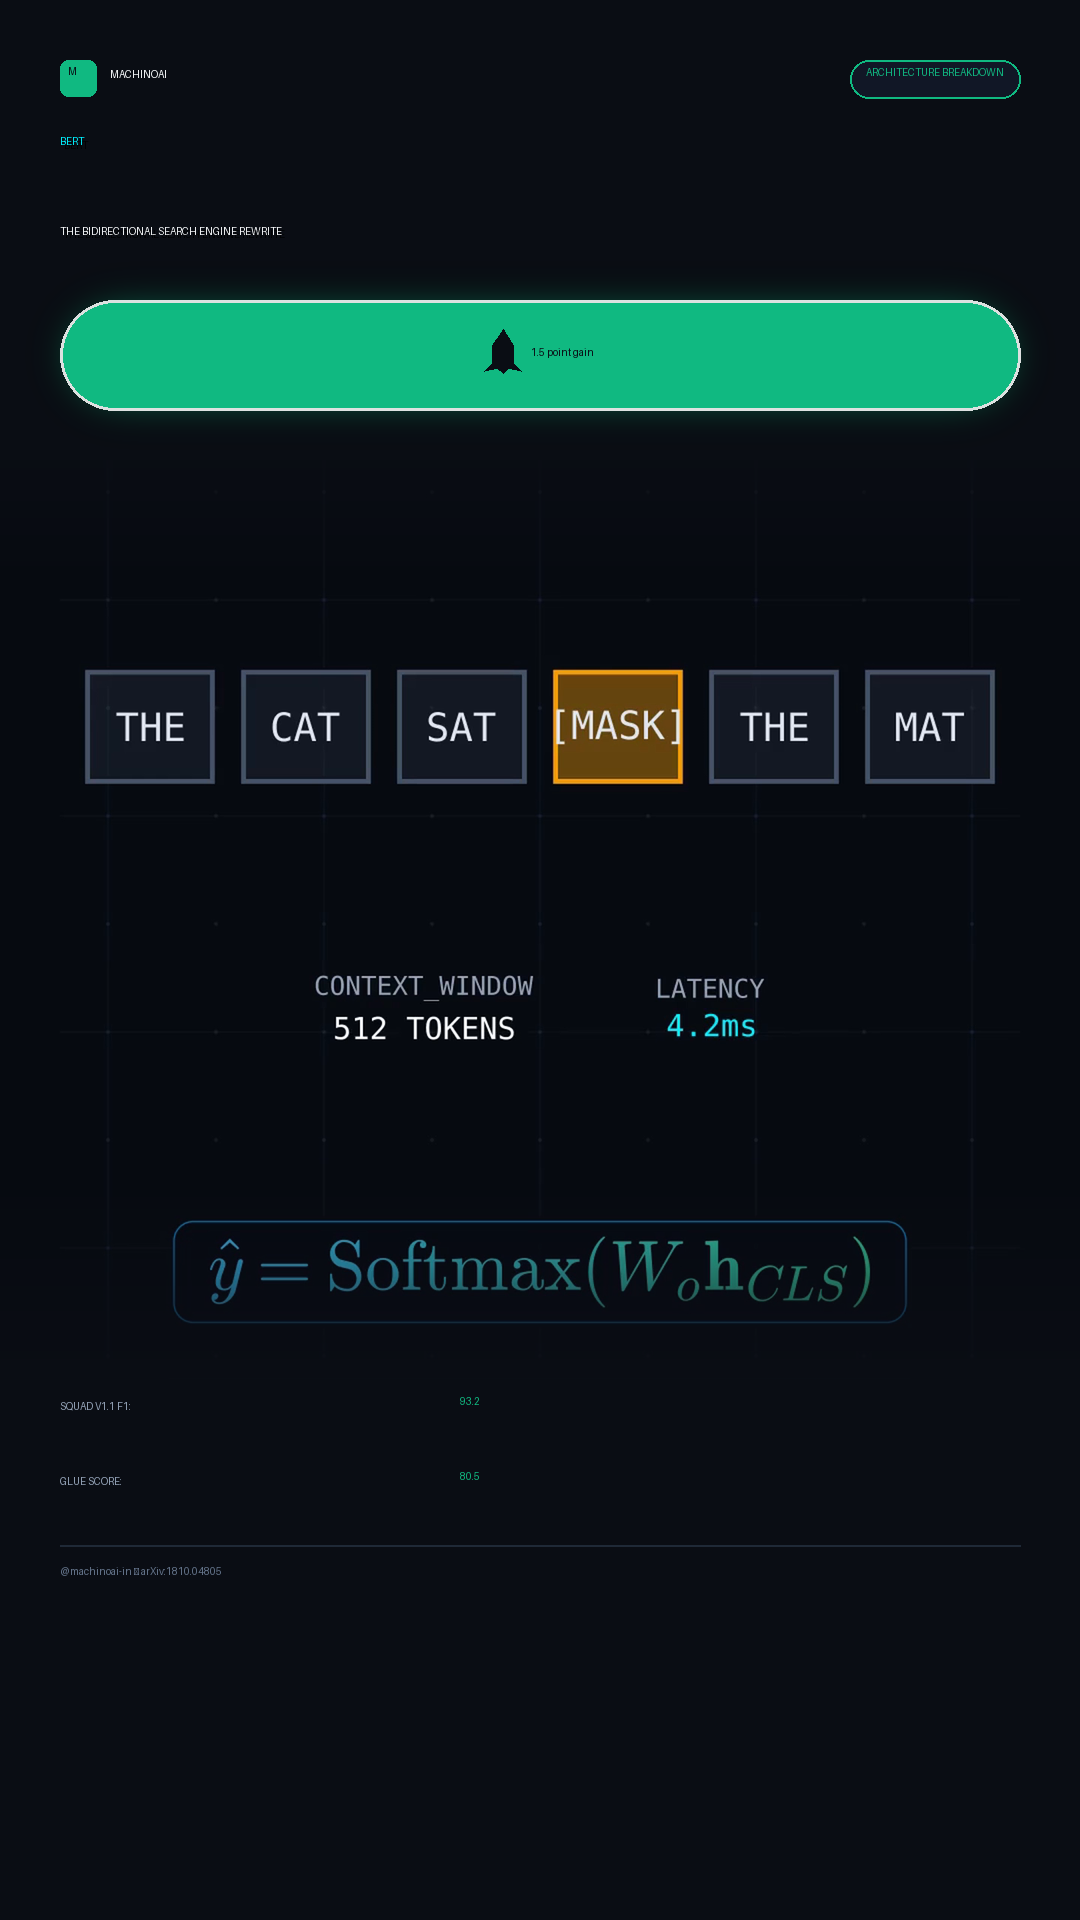 M
MACHINOAI
ARCHITECTURE BREAKDOWN
BERT
THE BIDIRECTIONAL SEARCH ENGINE REWRITE
1.5 point gain
THE CAT SAT [MASK] THE MAT
CONTEXT_WINDOW LATENCY
512 TOKENS 4.2ms
ŷ = Softmax(W_o h_{CLS})
SQUAD V1.1 F1: 93.2
GLUE SCORE: 80.5
@machinoai-in arXiv:1810.04805